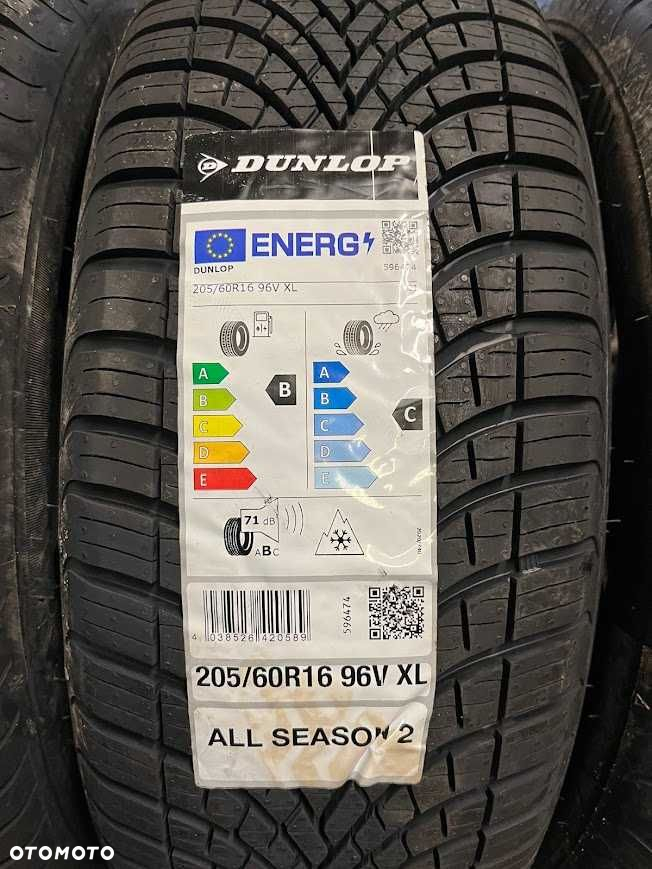 DUNLOP
ENERG
DUNLOP
596474
205/60R16 96V XL
A
B
C
D
E
B
A
B
C
D
E
C
71 dB
ABC
4 038526 420589
596474
205/60R16 96V XL
ALL SEASON 2
OTOMOTO